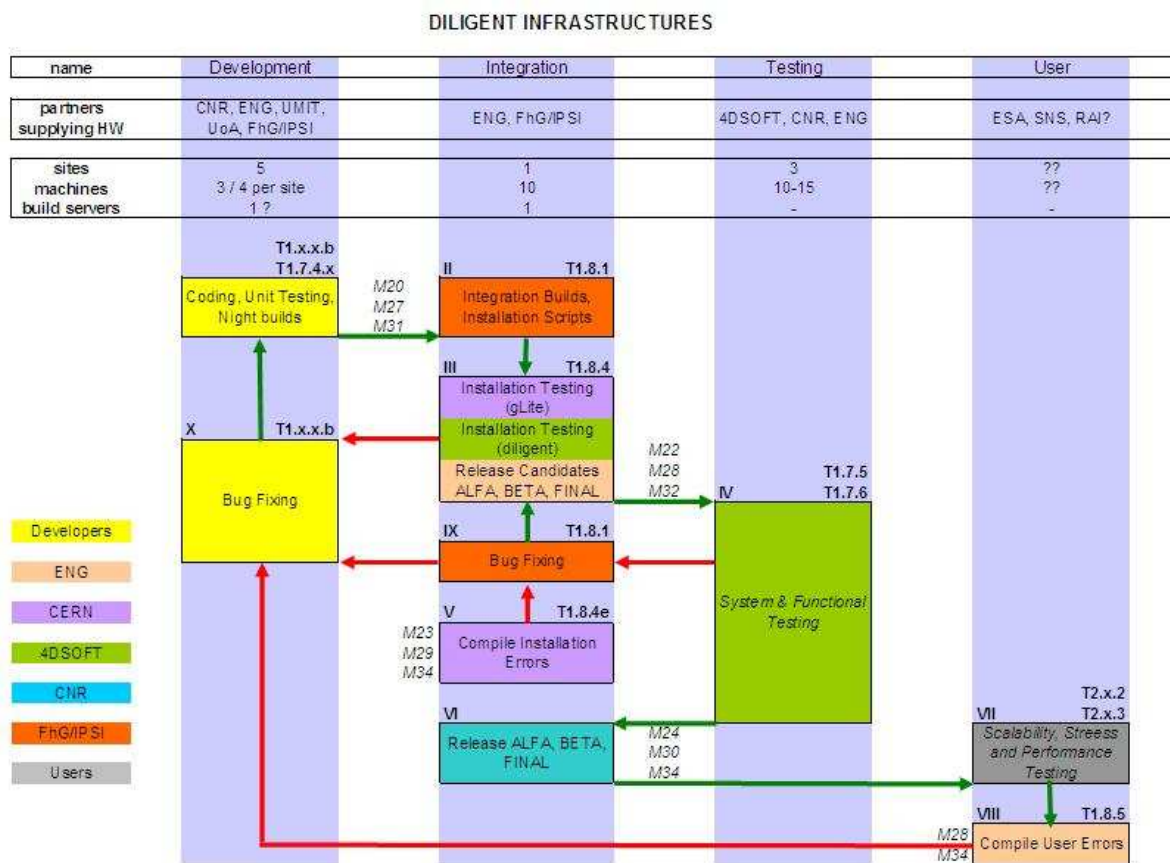 DILIGENT INFRASTRUCTURES
name Development Integration Testing User
partners supplying HW
CNR, ENG, UMIT,
UoA, FhG/IPSI
ENG, FhG/IPSI
4DSOFT, CNR, ENG
ESA, SNS, RAI?
sites 5 1 3 ??
machines 3 / 4 per site 10 10-15 ??
build servers 1 ? 1 - -
T1.x.x.b
T1.7.4.x
Coding, Unit Testing,
Night builds
M20
M27
M31
II T1.8.1
Integration Builds,
Installation Scripts
III T1.8.4
Installation Testing
(gLite)
Installation Testing
(diligent)
Release Candidates
ALFA, BETA, FINAL
X T1.x.x.b
Bug Fixing
M22
M28
M32
T1.7.5
IV T1.7.6
System & Functional
Testing
IX T1.8.1
Bug Fixing
V T1.8.4e
Compile Installation
Errors
M23
M29
M34
VI
Release ALFA, BETA,
FINAL
M24
M30
M34
T2.x.2
VII T2.x.3
Scalability, Streess
and Performance
Testing
VIII T1.8.5
Compile User Errors
M28
M34
Developers
ENG
CERN
4DSOFT
CNR
FhG/IPSI
Users